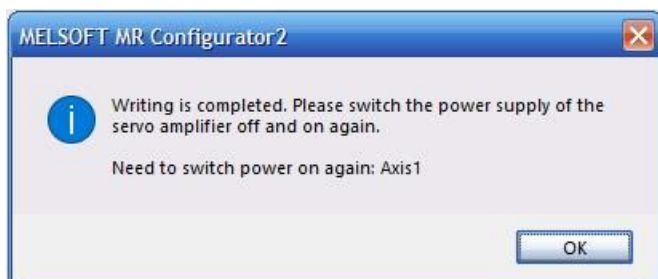 MELSOFT MR Configurator2
Writing is completed. Please switch the power supply of the
servo amplifier off and on again.
Need to switch power on again: Axis1
OK